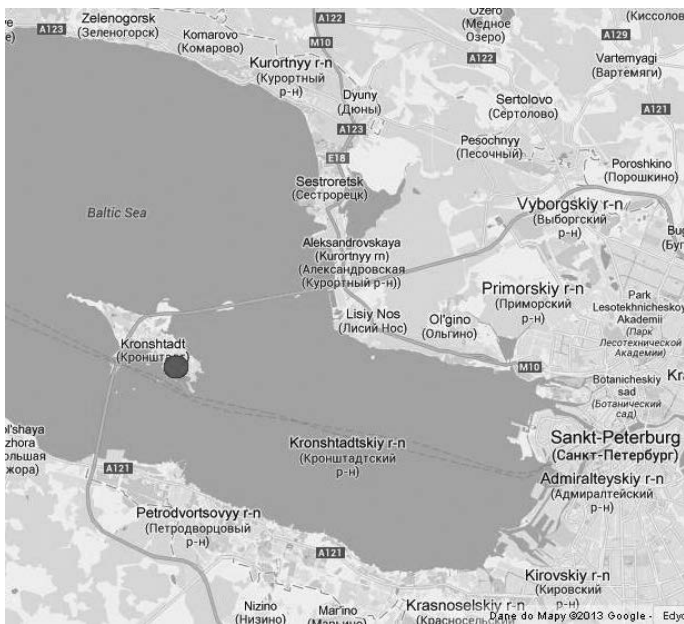 A123
Zelenogorsk
(Зеленогорск)
Komarovo
(Комарово)
A122
M10
Ozero
(Медное
Озеро)
A122
A129
Vartemyagi
(Вартемяги)
A121
Kurortnyy r-n
(Курортный
р-н)
Dyuny
(Дюны)
A123
Sertolovo
(Сертолово)
Pesochnyy
(Песочный)
E18
Poroshkino
(Порошкино)
Sestroretsk
(Сестрорецк)
Vyborgskiy r-n
(Выборгский
р-н)
Baltic Sea
Aleksandrovskaya
(Kurortnyy rn)
(Александровская
(Курортный р-н))
Primorskiy r-n
(Приморский
р-н)
Park
Lesotekhnicheskoy
Akademii
(Парк
Лесотехнической
Академии)
Lisiy Nos
(Лисий Нос)
Ol'gino
(Ольгино)
Kronshtadt
M10
Botanicheskiy
sad
(Ботанический
сад)
Kronshtadtskiy r-n
(Кронштадтский
р-н)
Sankt-Peterburg
(Санкт-Петербург)
A121
Admiralteyskiy r-n
(Адмиралтейский
р-н)
Petrodvortsovyy r-n
(Петродворцовый
р-н)
A121
Kirovskiy r-n
(Кировский
р-н)
Nizino
(Низино)
Mar'ino
Krasnoselskiy r-n
Dane do Mapy ©2013 Google -